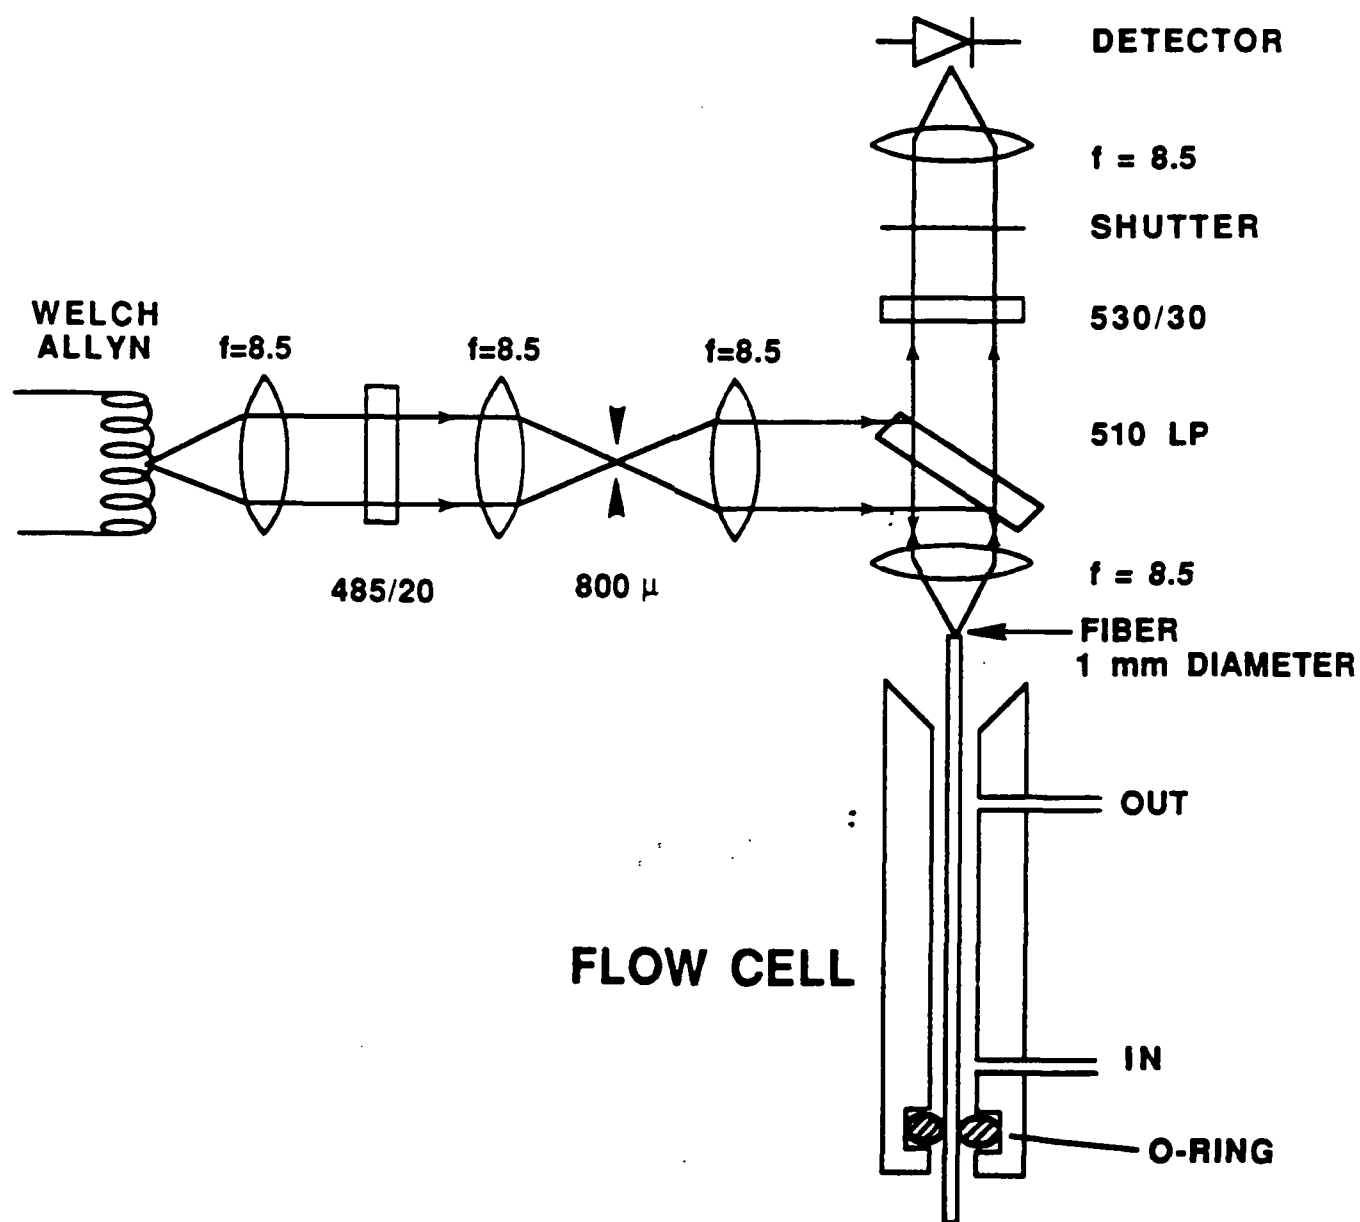 DETECTOR
f = 8.5
SHUTTER
530/30
510 LP
f = 8.5
WELCH
ALLYN
f=8.5
f=8.5
f=8.5
485/20
800 μ
FIBER
1 mm DIAMETER
OUT
FLOW CELL
IN
O-RING